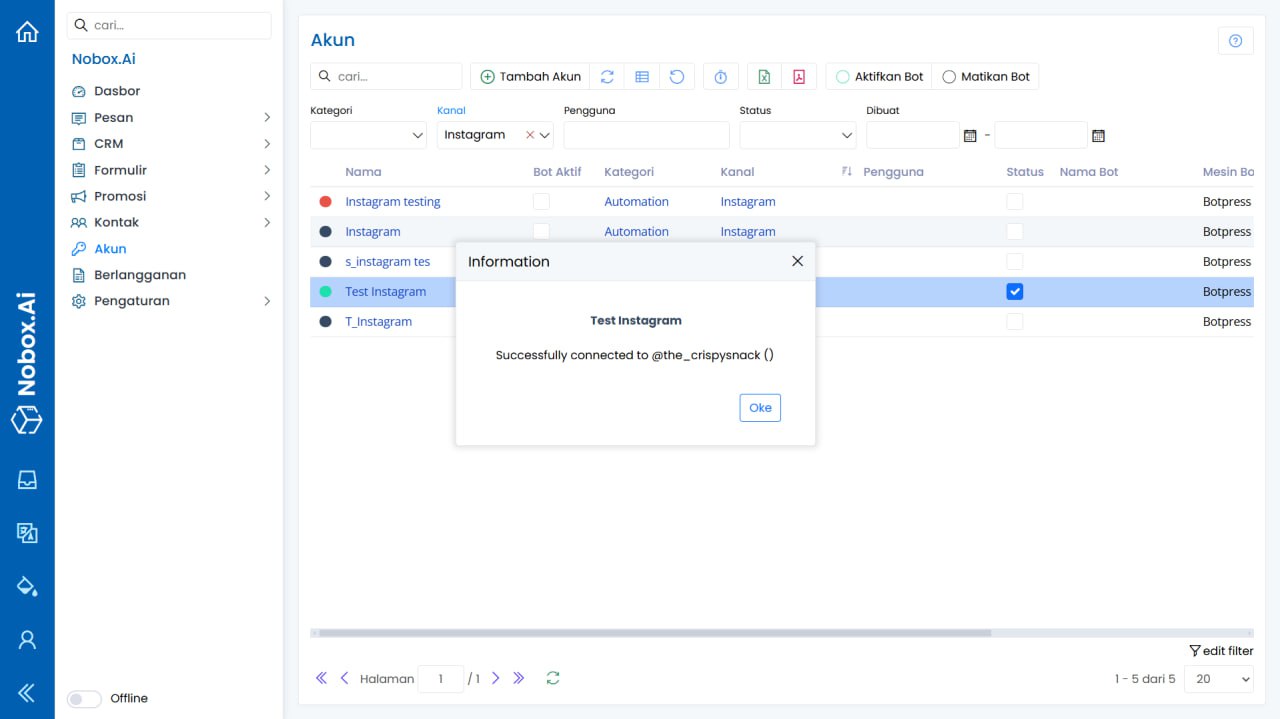 cari...
Nobox.Ai
Dasbor
Pesan
CRM
Formulir
Promosi
Kontak
Akun
Berlangganan
Pengaturan
Nobox.Ai
Offline
Akun
cari...
Tambah Akun
Aktifkan Bot
Matikan Bot
Kategori
Kanal
Pengguna
Status
Dibuat
Instagram
-
Nama Bot Aktif Kategori Kanal Pengguna Status Nama Bot Mesin Bo
Instagram testing Automation Instagram Botpress
Instagram Automation Instagram Botpress
s_instagram tes Botpress
Test Instagram Botpress
T_Instagram Botpress
Information
Test Instagram
Successfully connected to @the_crispysnack ()
Oke
edit filter
Halaman 1 / 1
1 - 5 dari 5 20